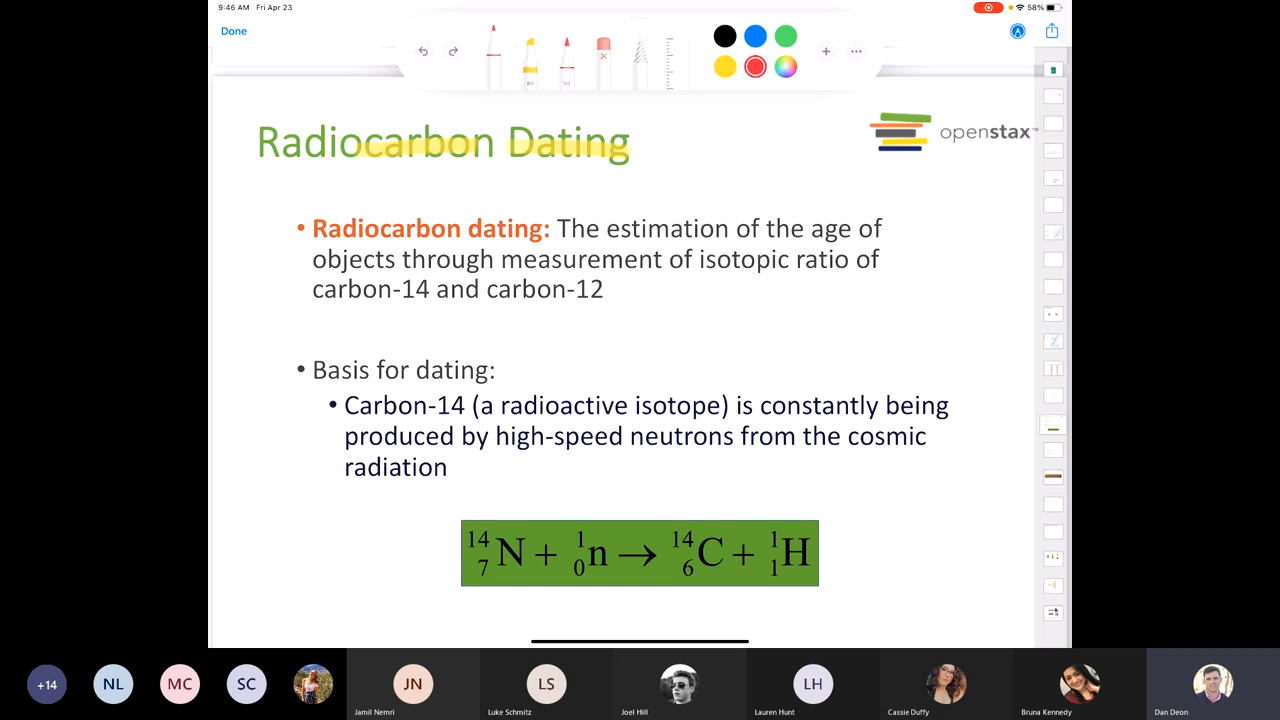 9:46 AM Fri Apr 23
58%
Done
Radiocarbon Dating
openstax™
• Radiocarbon dating: The estimation of the age of
objects through measurement of isotopic ratio of
carbon-14 and carbon-12
• Basis for dating:
• Carbon-14 (a radioactive isotope) is constantly being
produced by high-speed neutrons from the cosmic
radiation
¹⁴₇N + ¹₀n → ¹⁴₆C + ¹₁H
+14
NL
MC
SC
JN
LS
LH
Jamil Nemri
Luke Schmitz
Joel Hill
Lauren Hunt
Cassie Duffy
Bruna Kennedy
Dan Deon